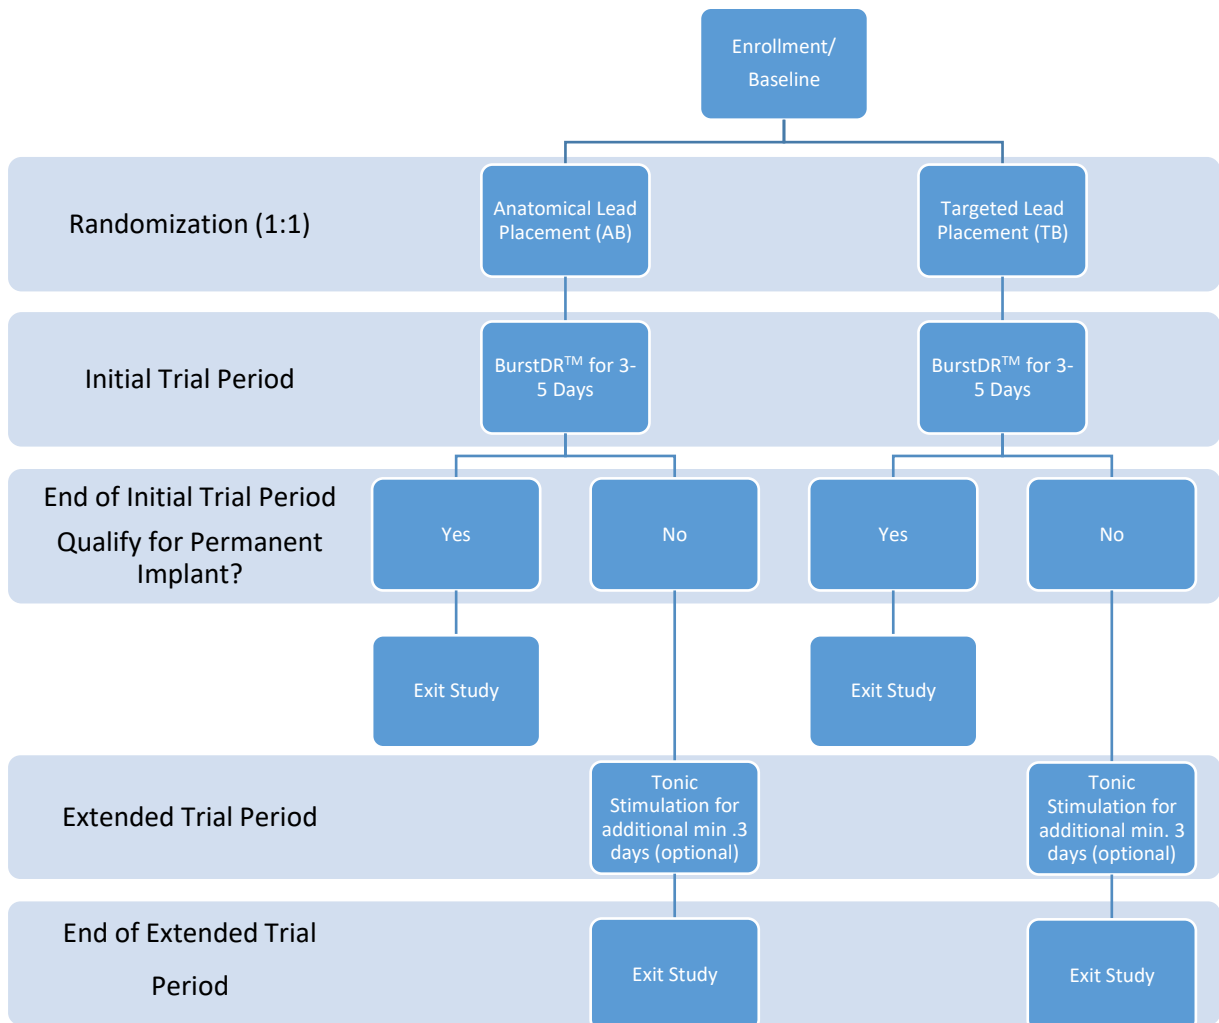 Enrollment/
Baseline
Randomization (1:1)
Anatomical Lead
Placement (AB)
Targeted Lead
Placement (TB)
Initial Trial Period
BurstDR™ for 3-
5 Days
BurstDR™ for 3-
5 Days
End of Initial Trial Period
Qualify for Permanent
Implant?
Yes
No
Yes
No
Exit Study
Exit Study
Extended Trial Period
Tonic
Stimulation for
additional min .3
days (optional)
Tonic
Stimulation for
additional min. 3
days (optional)
End of Extended Trial
Period
Exit Study
Exit Study